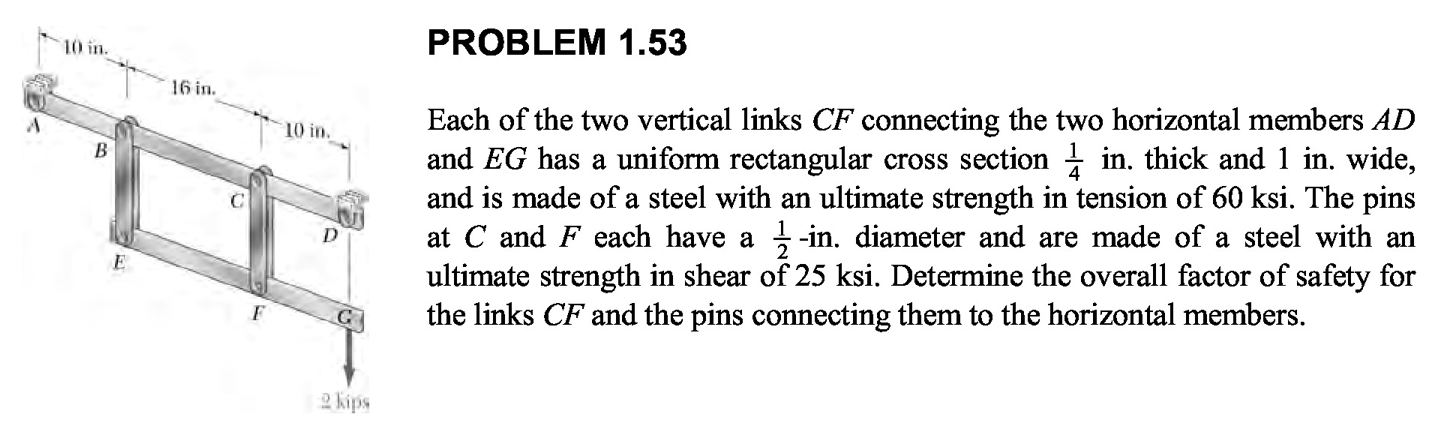 PROBLEM 1.53
Each of the two vertical links CF connecting the two horizontal members AD
and EG has a uniform rectangular cross section 1/4 in. thick and 1 in. wide,
and is made of a steel with an ultimate strength in tension of 60 ksi. The pins
at C and F each have a 1/2 -in. diameter and are made of a steel with an
ultimate strength in shear of 25 ksi. Determine the overall factor of safety for
the links CF and the pins connecting them to the horizontal members.
10 in.
16 in.
10 in.
A
B
C
D
E
F
G
2 kips